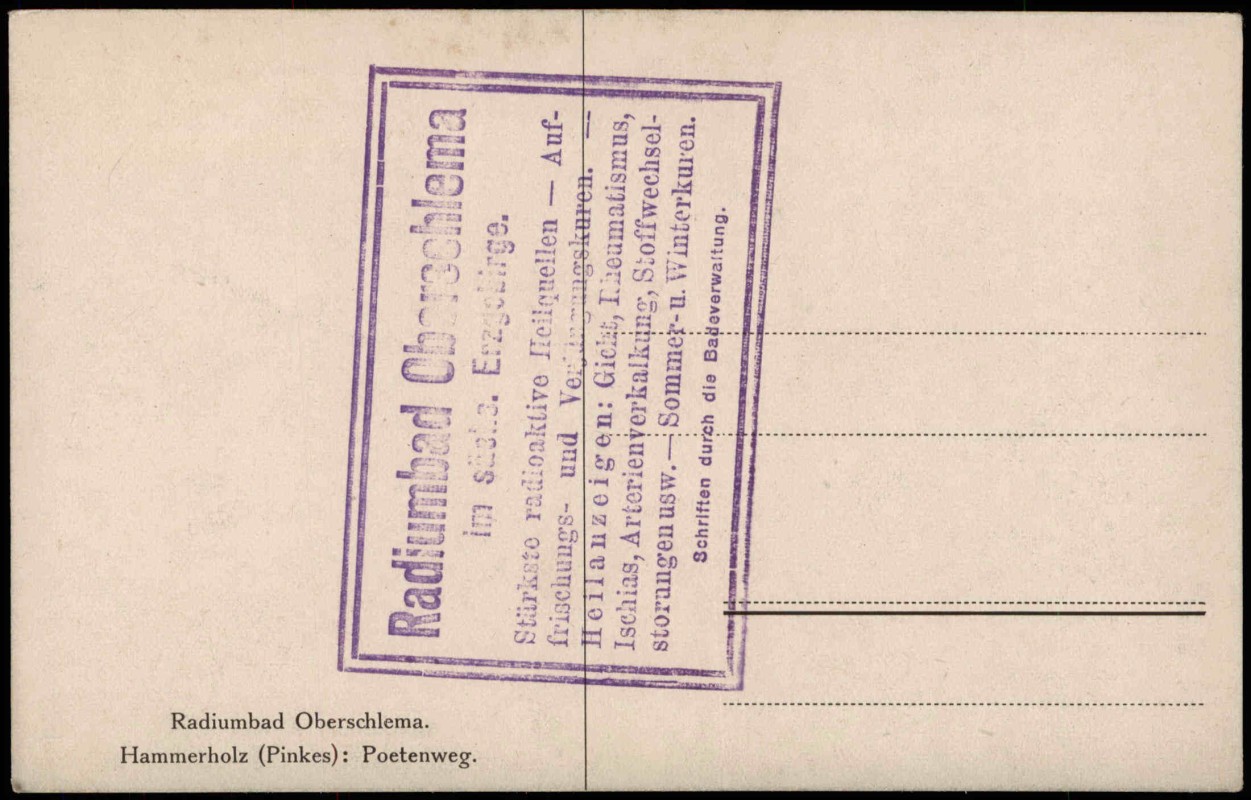 Radiumbad Oberschlema
im sächs. Erzgebirge.
Stärkste radioaktive Heilquellen — Auf-
frischungs- und Verjüngungskuren. —
Heilanzeigen: Gicht, Rheumatismus,
Ischias, Arterienverkalkung, Stoffwechsel-
storungen usw. — Sommer- u. Winterkuren.
Schriften durch die Badeverwaltung.
Radiumbad Oberschlema.
Hammerholz (Pinkes): Poetenweg.